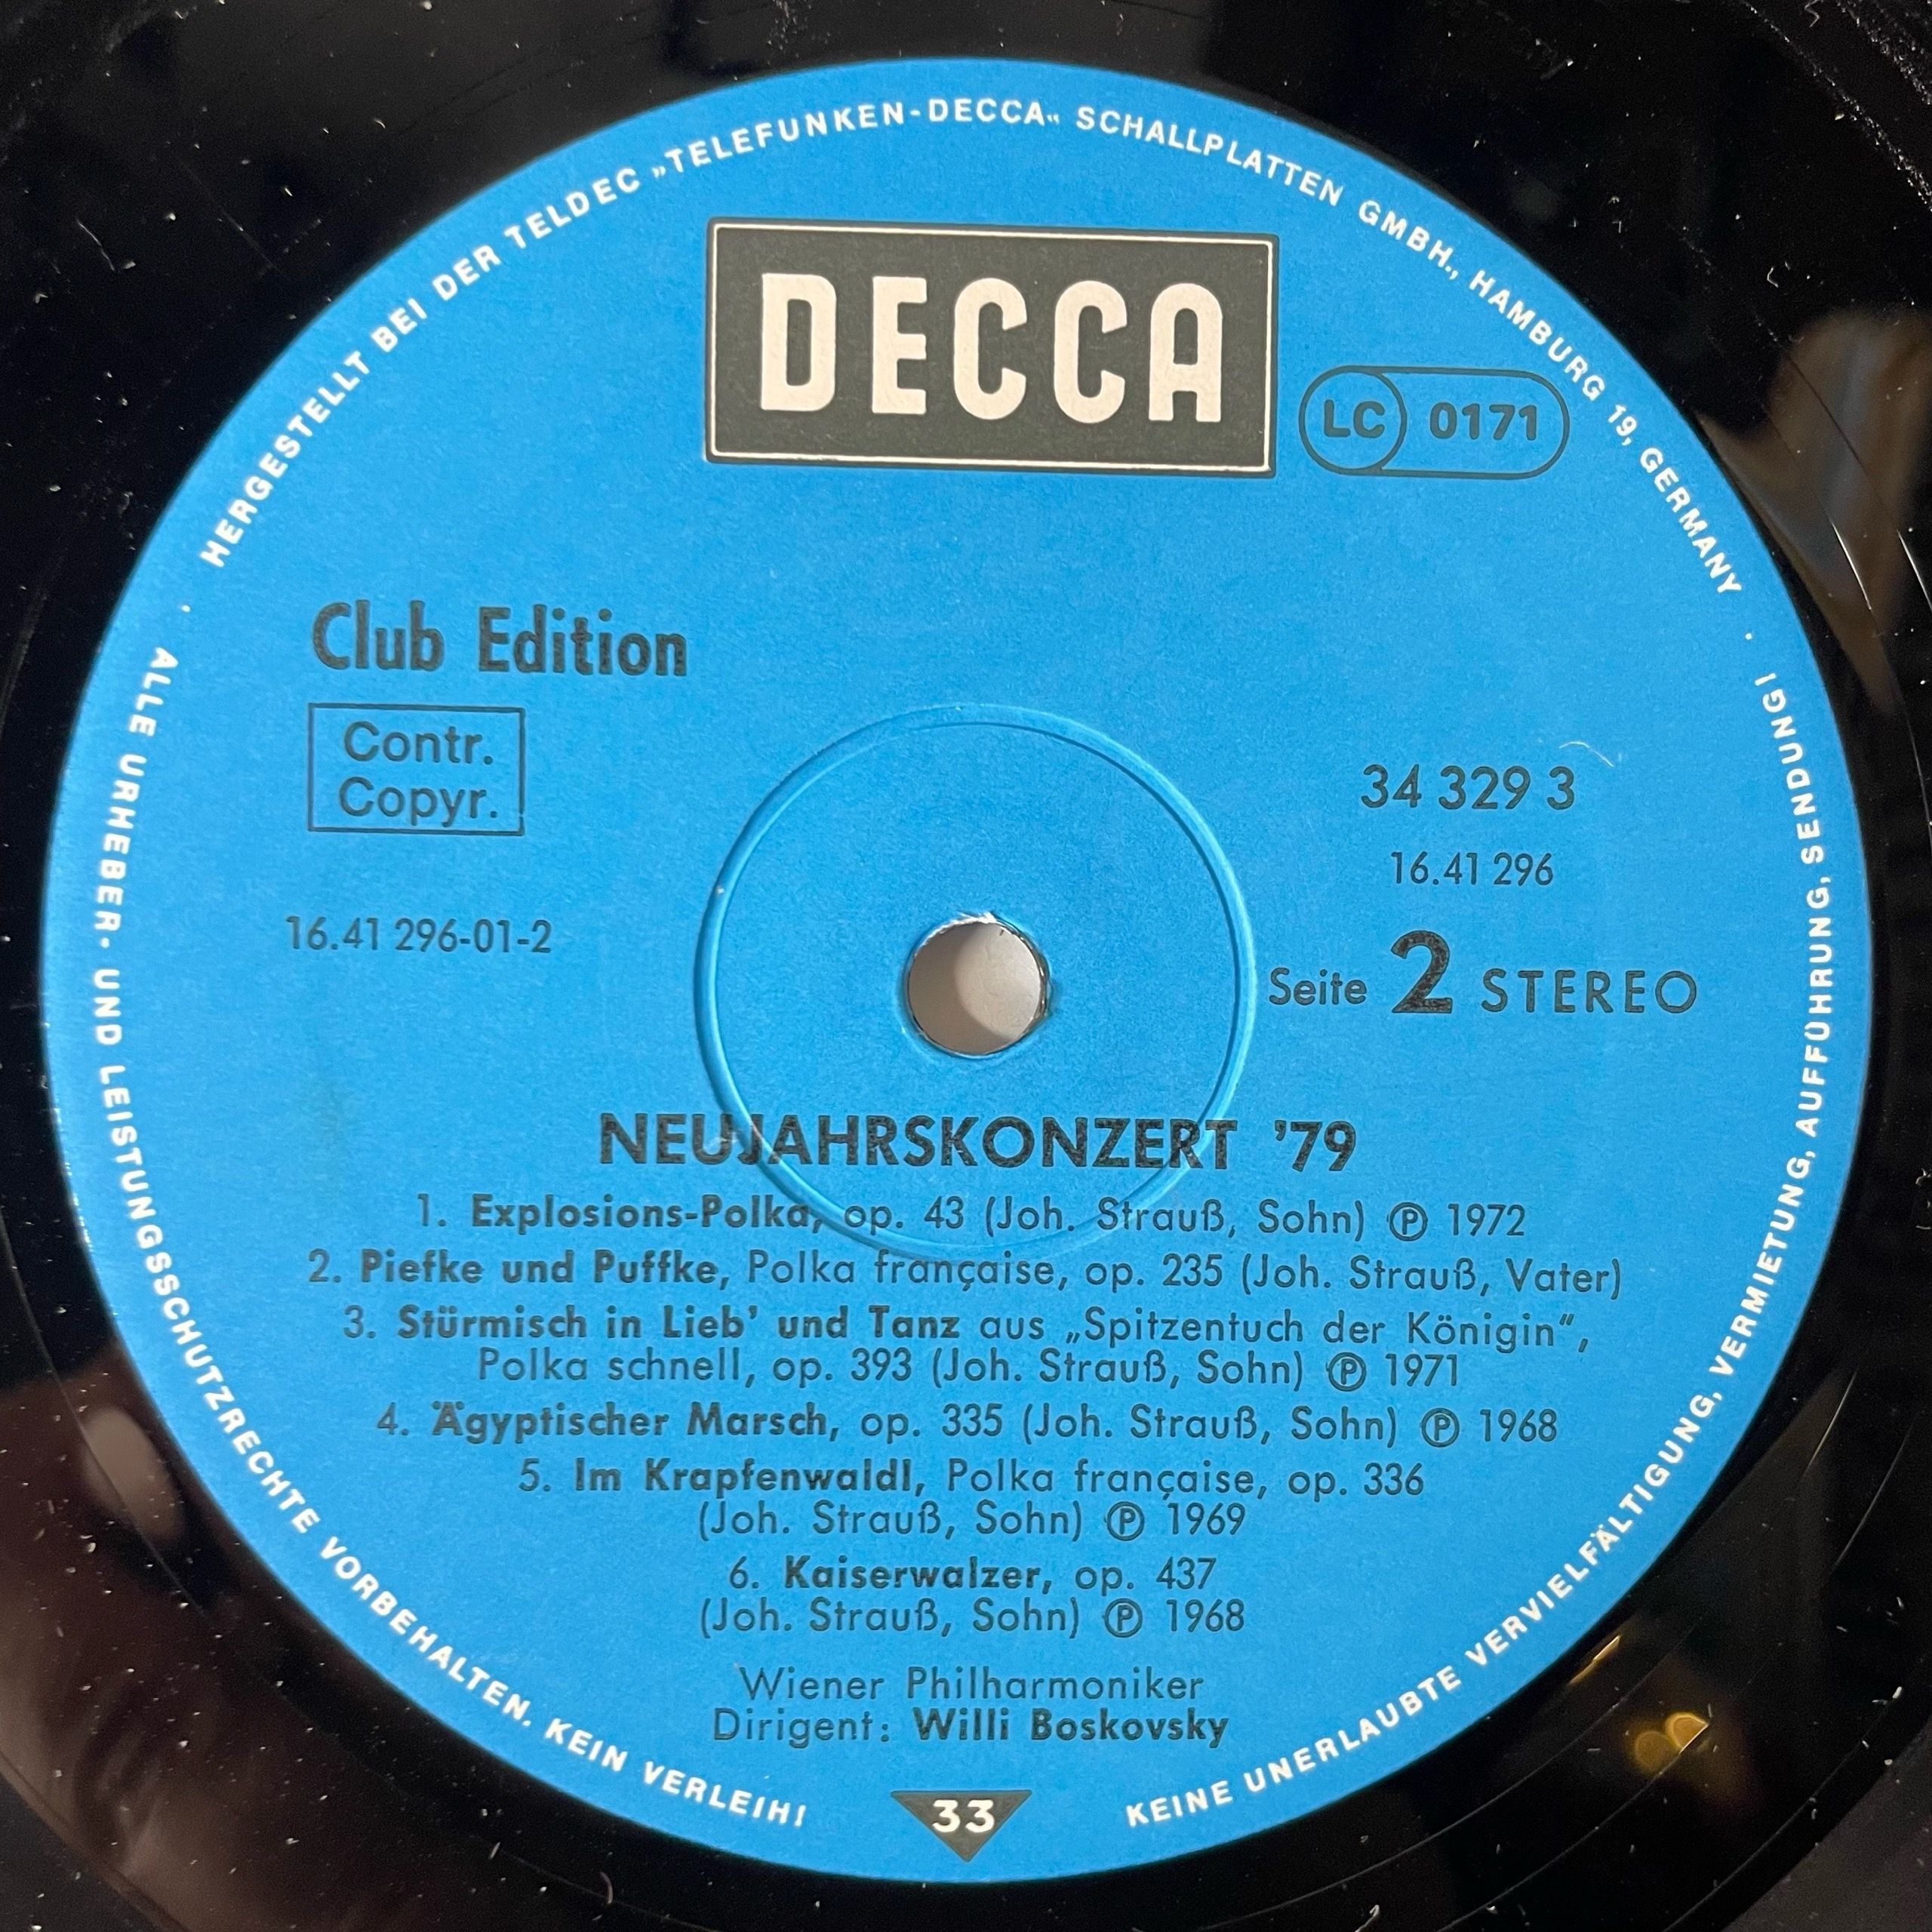 HERGESTELLT BEI DER TELDEC „TELEFUNKEN-DECCA“ SCHALLPLATTEN GMBH., HAMBURG 19, GERMANY ·
DECCA
LC 0171
Club Edition
Contr.
Copyr.
34 329 3
16.41 296
16.41 296-01-2
Seite 2 STEREO
NEUJAHRSKONZERT ’79
1. Explosions-Polka, op. 43 (Joh. Strauß, Sohn) Ⓟ 1972
2. Piefke und Puffke, Polka française, op. 235 (Joh. Strauß, Vater)
3. Stürmisch in Lieb’ und Tanz aus „Spitzentuch der Königin“,
Polka schnell, op. 393 (Joh. Strauß, Sohn) Ⓟ 1971
4. Ägyptischer Marsch, op. 335 (Joh. Strauß, Sohn) Ⓟ 1968
5. Im Krapfenwaldl, Polka française, op. 336
(Joh. Strauß, Sohn) Ⓟ 1969
6. Kaiserwalzer, op. 437
(Joh. Strauß, Sohn) Ⓟ 1968
Wiener Philharmoniker
Dirigent: Willi Boskovsky
33
· ALLE URHEBER- UND LEISTUNGSSCHUTZRECHTE VORBEHALTEN. KEIN VERLEIH!
KEINE UNERLAUBTE VERVIELFÄLTIGUNG, VERMIETUNG, AUFFÜHRUNG, SENDUNG!